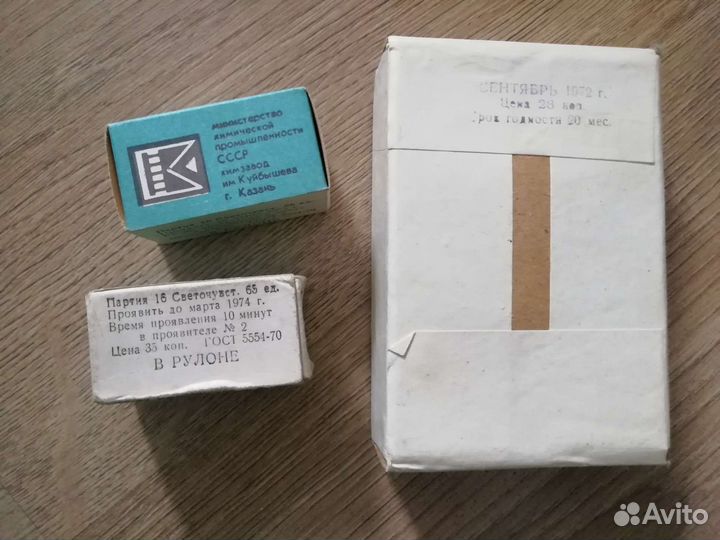 министерство
химической
промышленности
СССР
химзавод
им Куйбышева
г. Казань
Партия 16 Светочувст. 65 ед.
Проявить до марта 1974 г.
Время проявления 10 минут
в проявителе № 2
Цена 35 коп. ГОСТ 5554-70
В РУЛОНЕ
СЕНТЯБРЬ 1972 г.
Цена 28 коп.
Срок годности 20 мес.
Avito